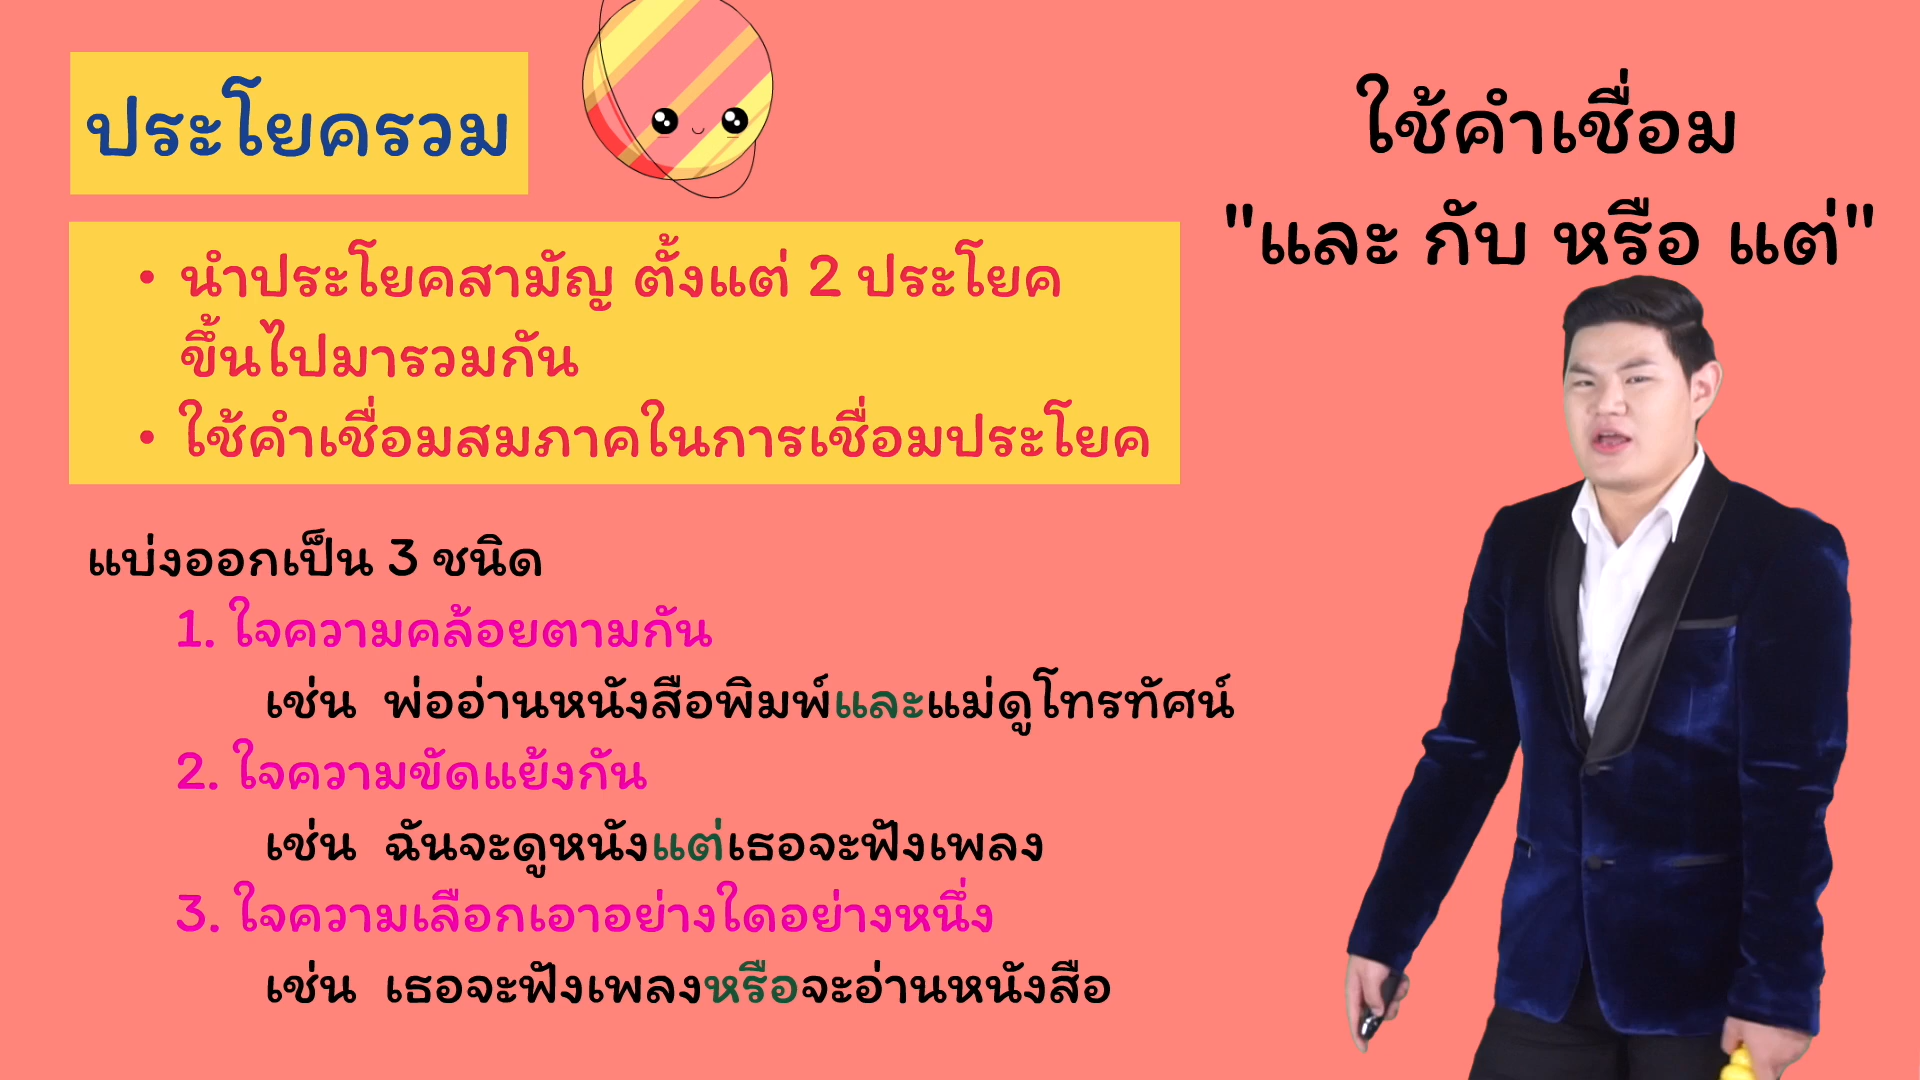 ประโยครวม
ใช้คำเชื่อม
"และ กับ หรือ แต่"
• นำประโยคสามัญ ตั้งแต่ 2 ประโยค
ขึ้นไปมารวมกัน
• ใช้คำเชื่อมสมภาคในการเชื่อมประโยค
แบ่งออกเป็น 3 ชนิด
1. ใจความคล้อยตามกัน
เช่น พ่ออ่านหนังสือพิมพ์และแม่ดูโทรทัศน์
2. ใจความขัดแย้งกัน
เช่น ฉันจะดูหนังแต่เธอจะฟังเพลง
3. ใจความเลือกเอาอย่างใดอย่างหนึ่ง
เช่น เธอจะฟังเพลงหรือจะอ่านหนังสือ